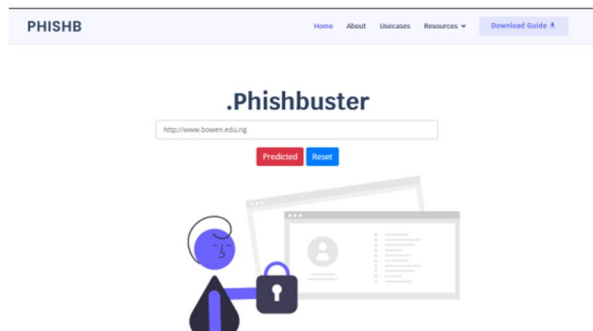 PHISHB Home About Usecases Resources Download Guide
.Phishbuster
http://www.bowen.edu.ng
Predicted Reset